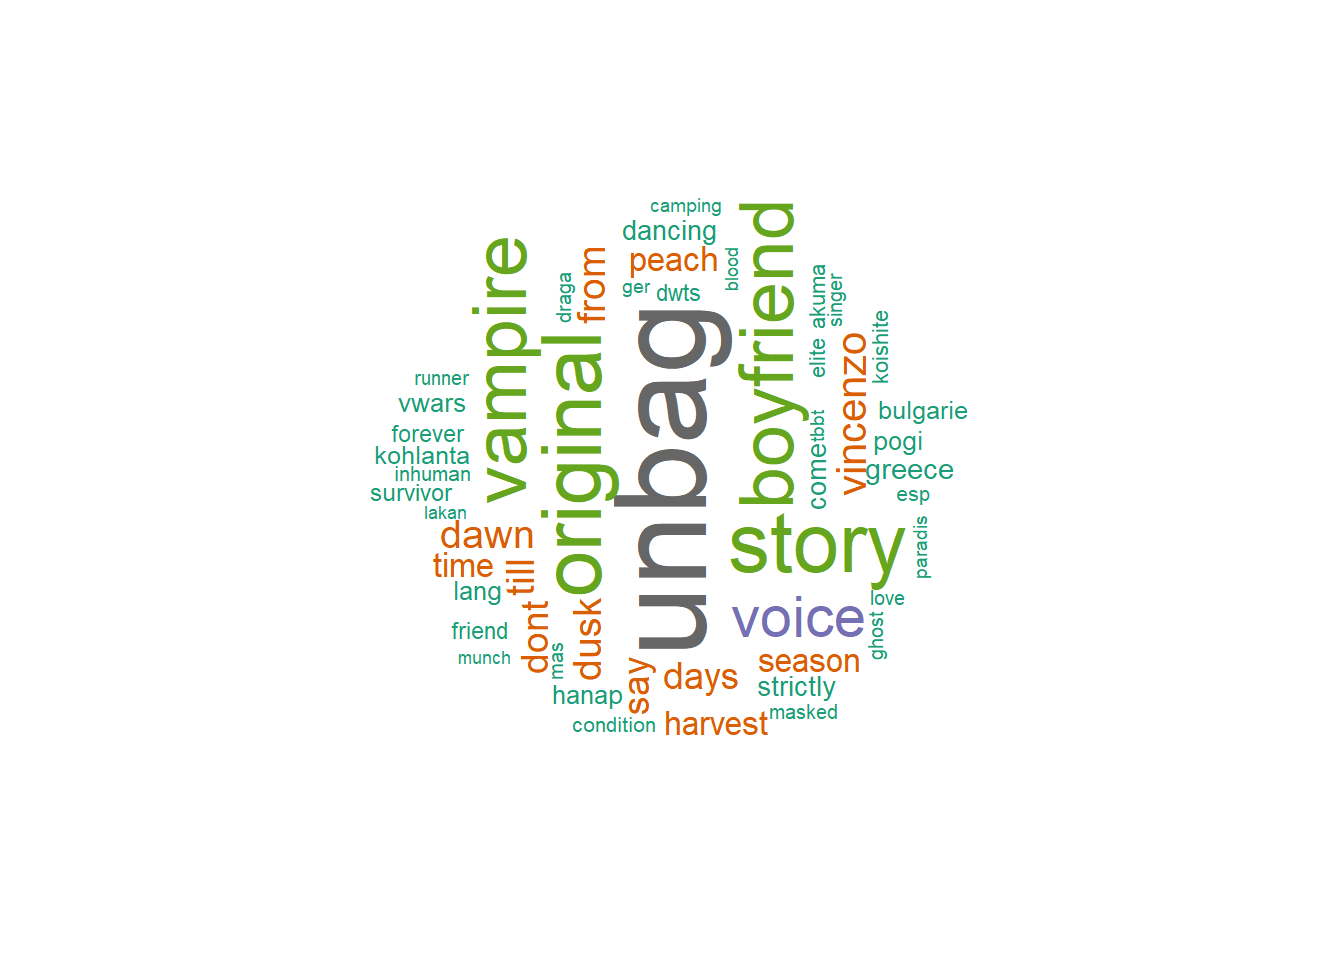 camping
dancing
peach
blood
ger
dwts
draga
from
boyfriend
vampire
original
unbag
akuma
singer
elite
koishite
vincenzo
runner
vwars
forever
kohlanta
inhuman
survivor
lakan
tbbt
come
bulgarie
pogi
greece
esp
paradis
story
dawn
time
till
lang
dont
dusk
friend
munch
mas
voice
love
ghost
say
days
season
strictly
hanap
condition
harvest
masked